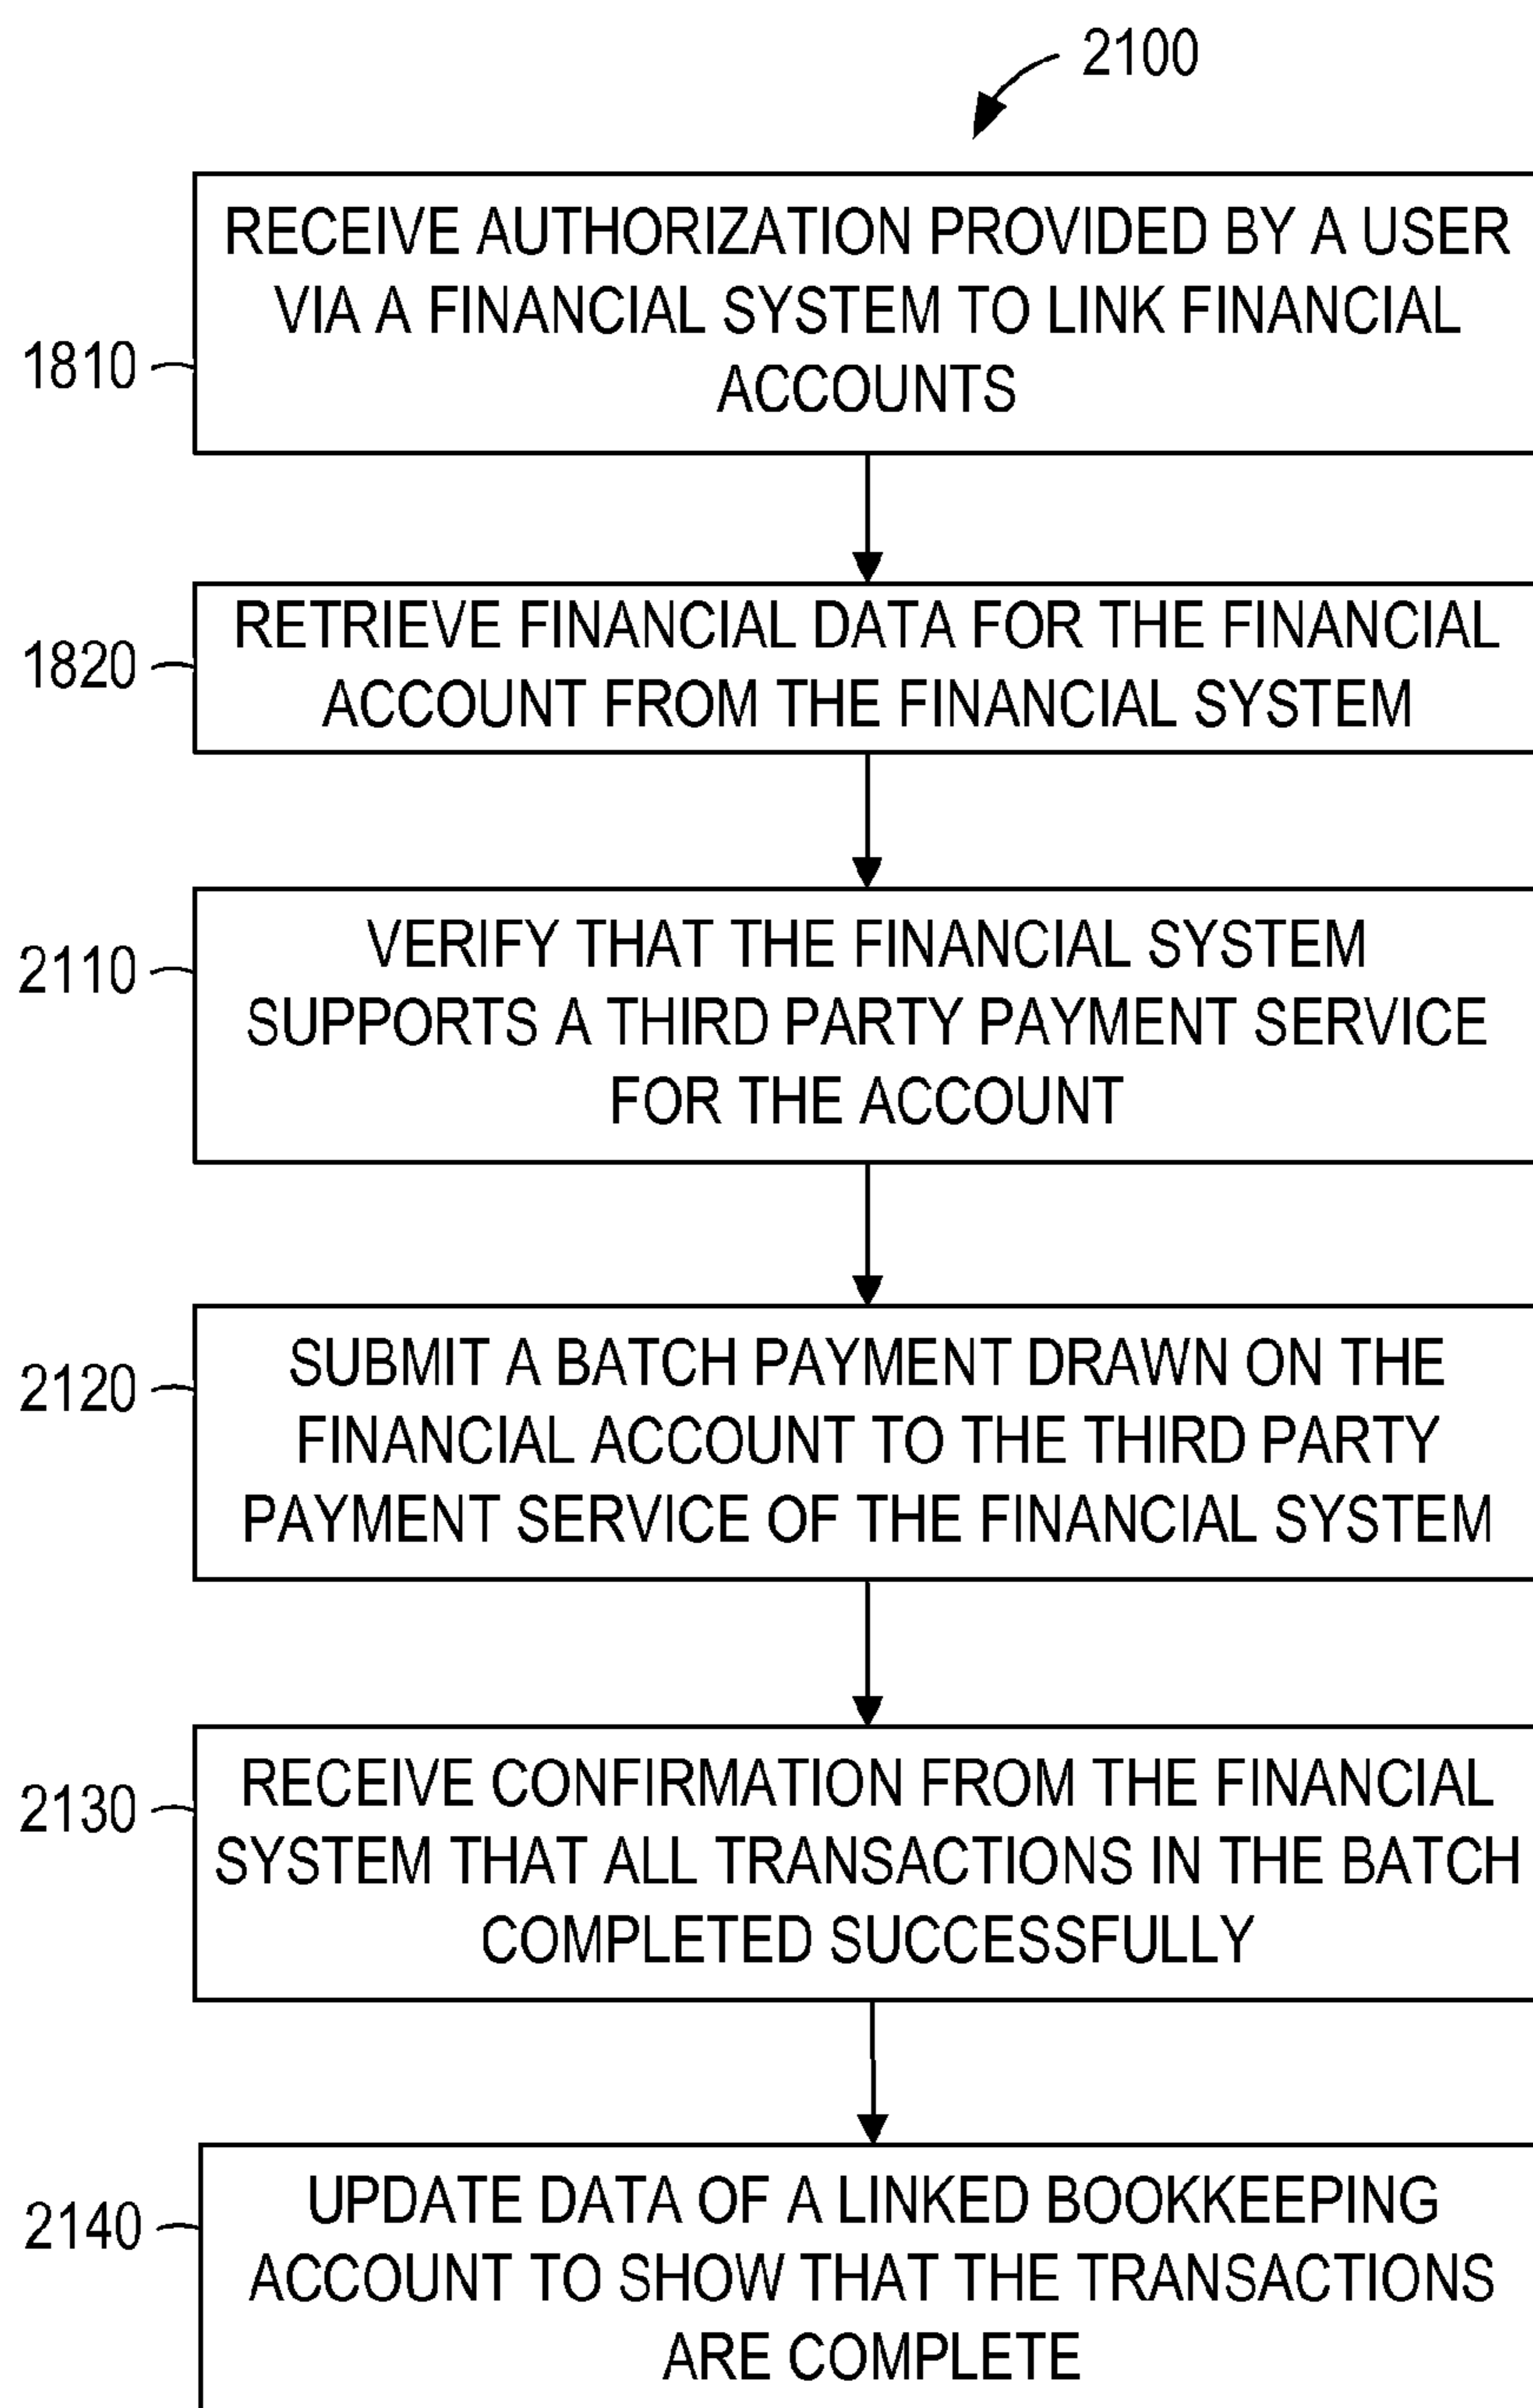 2100
RECEIVE AUTHORIZATION PROVIDED BY A USER
VIA A FINANCIAL SYSTEM TO LINK FINANCIAL
ACCOUNTS
1810
RETRIEVE FINANCIAL DATA FOR THE FINANCIAL
ACCOUNT FROM THE FINANCIAL SYSTEM
1820
VERIFY THAT THE FINANCIAL SYSTEM
SUPPORTS A THIRD PARTY PAYMENT SERVICE
FOR THE ACCOUNT
2110
SUBMIT A BATCH PAYMENT DRAWN ON THE
FINANCIAL ACCOUNT TO THE THIRD PARTY
PAYMENT SERVICE OF THE FINANCIAL SYSTEM
2120
RECEIVE CONFIRMATION FROM THE FINANCIAL
SYSTEM THAT ALL TRANSACTIONS IN THE BATCH
COMPLETED SUCCESSFULLY
2130
UPDATE DATA OF A LINKED BOOKKEEPING
ACCOUNT TO SHOW THAT THE TRANSACTIONS
ARE COMPLETE
2140